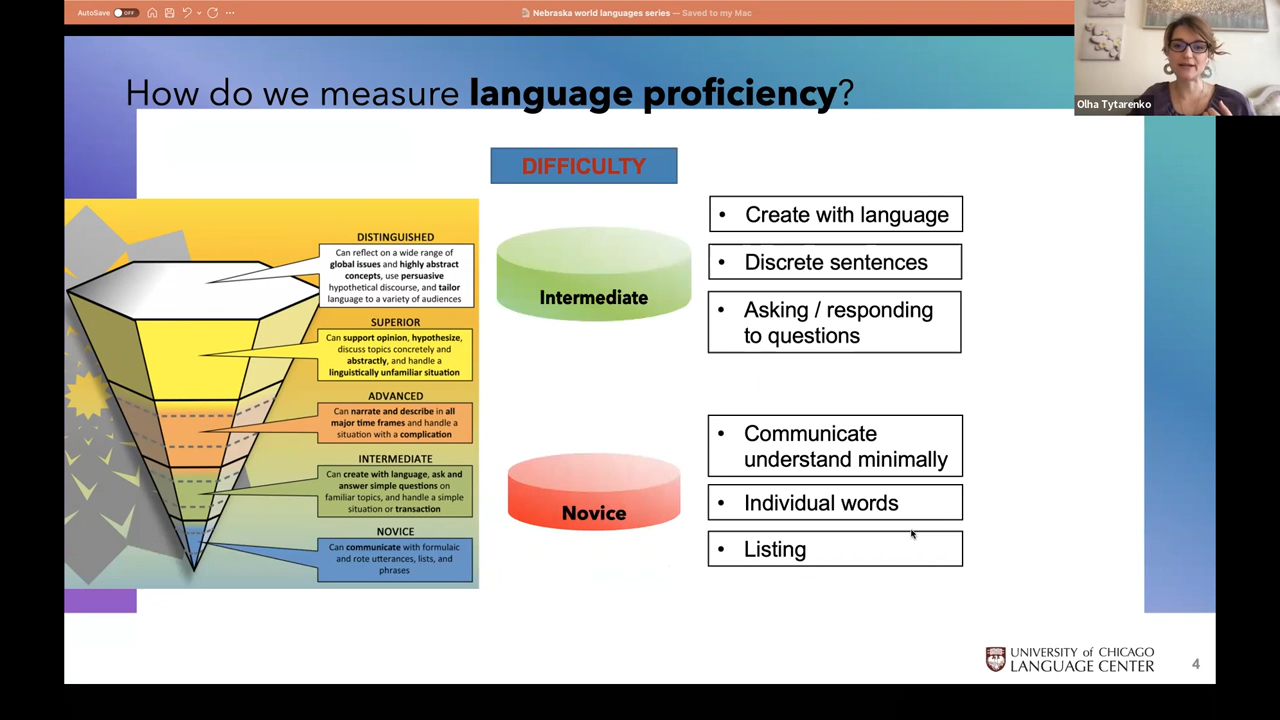 AutoSave OFF
Nebraska world languages series — Saved to my Mac
Olha Tytarenko
How do we measure language proficiency?
DIFFICULTY
DISTINGUISHED
Can reflect on a wide range of
global issues and highly abstract
concepts, use persuasive
hypothetical discourse, and tailor
language to a variety of audiences
SUPERIOR
Can support opinion, hypothesize,
discuss topics concretely and
abstractly, and handle a
linguistically unfamiliar situation
ADVANCED
Can narrate and describe in all
major time frames and handle a
situation with a complication
INTERMEDIATE
Can create with language, ask and
answer simple questions on
familiar topics, and handle a simple
situation or transaction
NOVICE
Can communicate with formulaic
and rote utterances, lists, and
phrases
Intermediate
• Create with language
• Discrete sentences
• Asking / responding
to questions
Novice
• Communicate
understand minimally
• Individual words
• Listing
UNIVERSITY OF CHICAGO
LANGUAGE CENTER
4